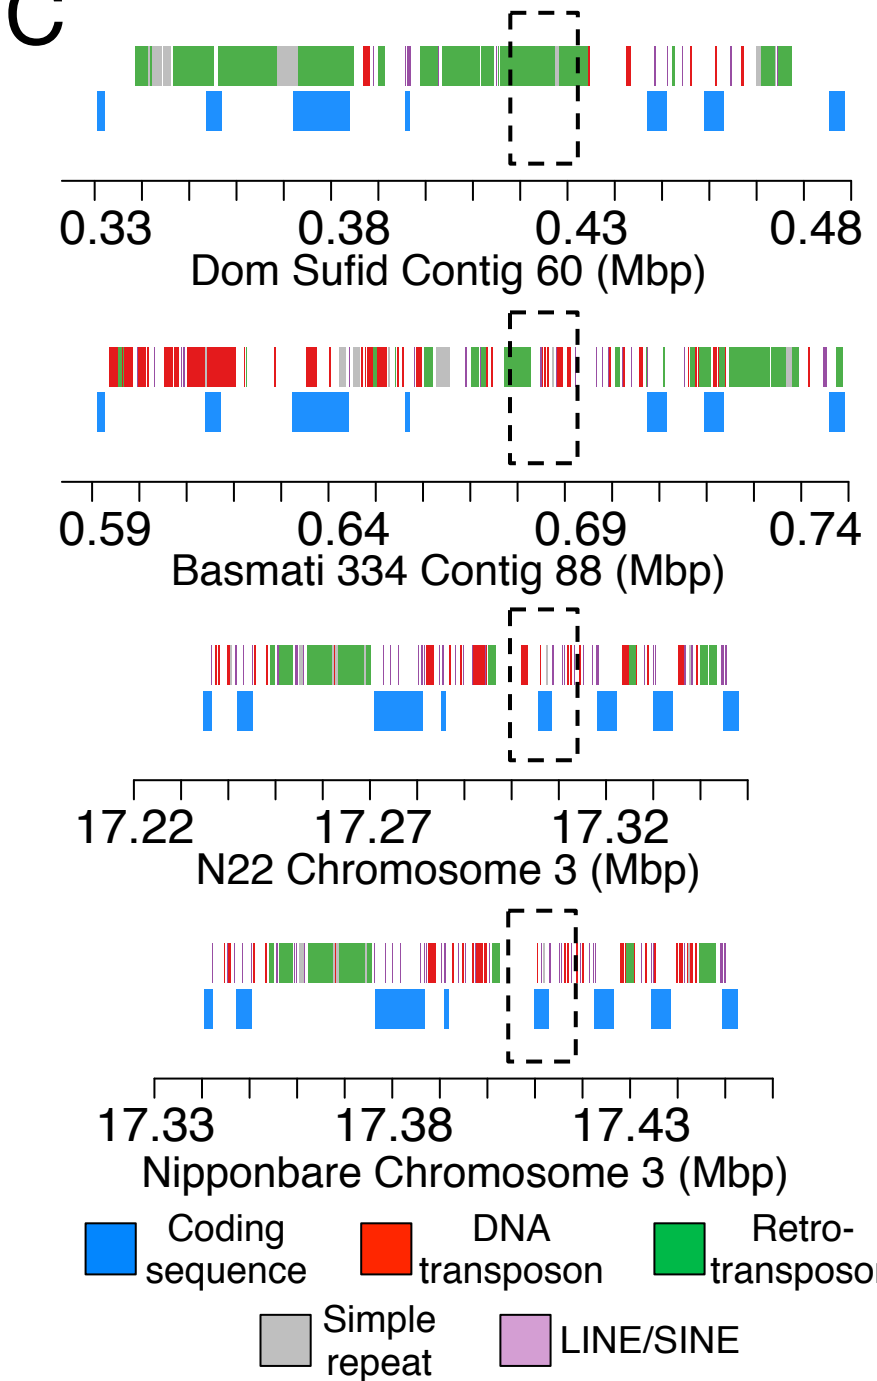 C
0.33 0.38 0.43 0.48
Dom Sufid Contig 60 (Mbp)
0.59 0.64 0.69 0.74
Basmati 334 Contig 88 (Mbp)
17.22 17.27 17.32
N22 Chromosome 3 (Mbp)
17.33 17.38 17.43
Nipponbare Chromosome 3 (Mbp)
Coding
sequence
DNA
transposon
Retro-
transposon
Simple
repeat
LINE/SINE